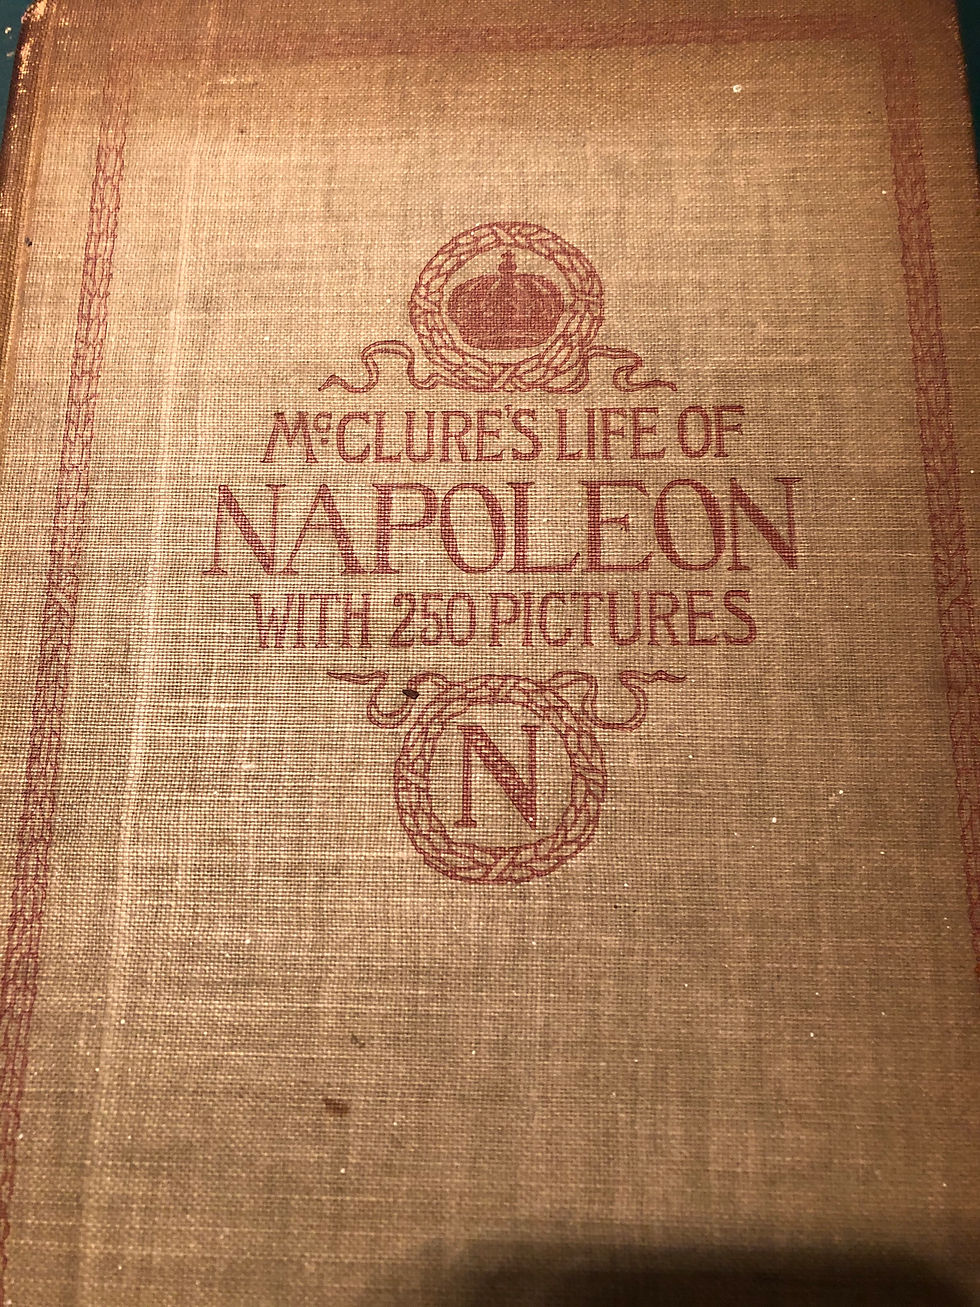 McCLURE'S LIFE OF
NAPOLEON
WITH 250 PICTURES
N